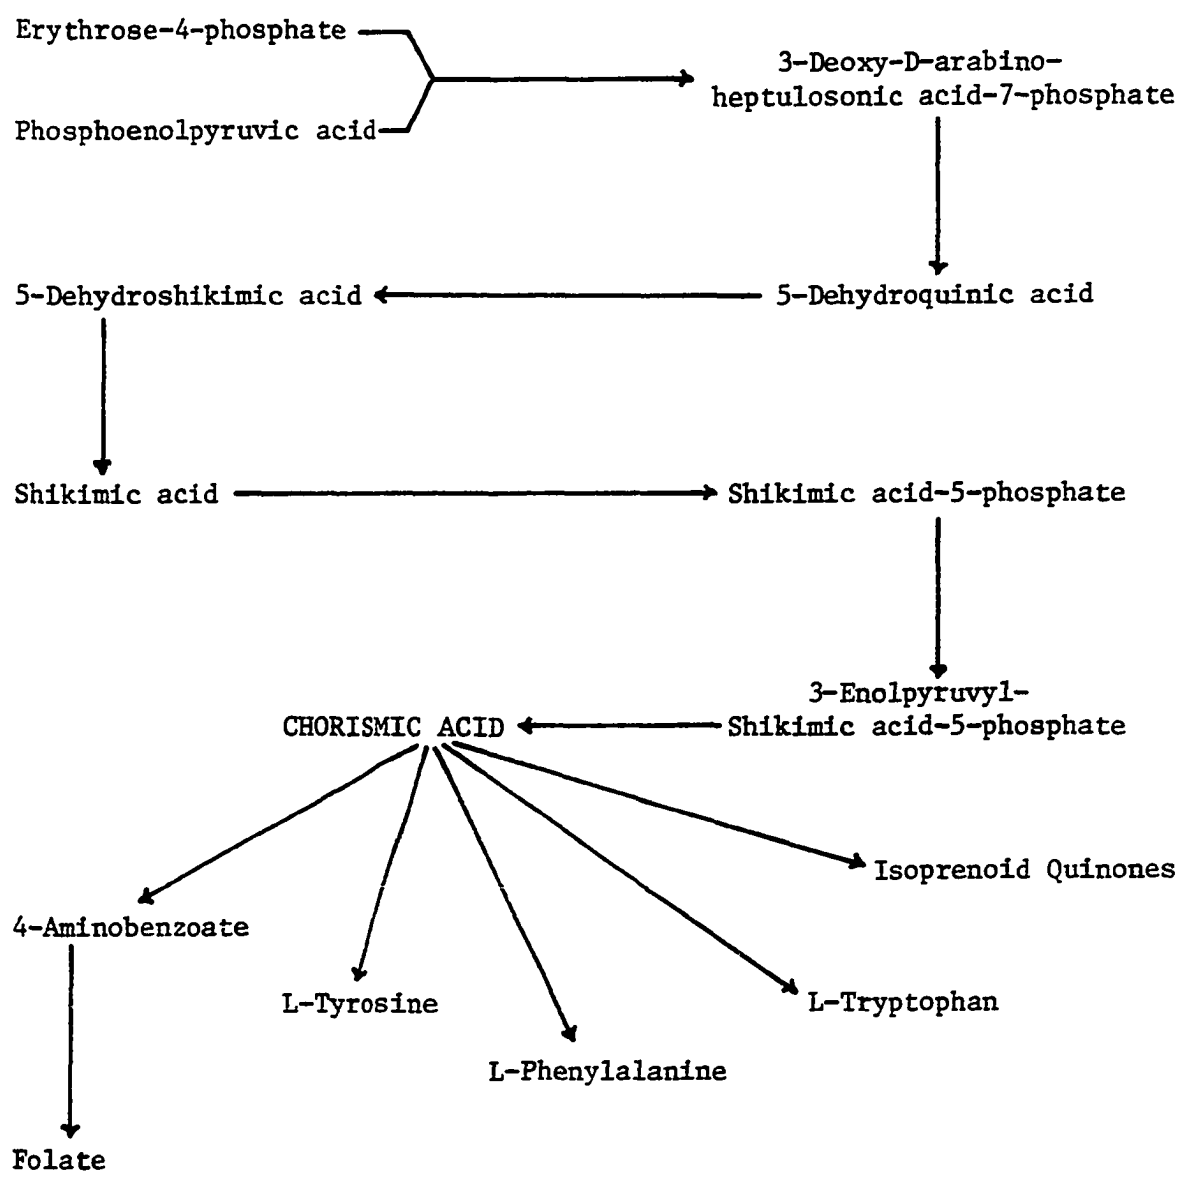 Erythrose-4-phosphate
3-Deoxy-D-arabino-
heptulosonic acid-7-phosphate
Phosphoenolpyruvic acid
5-Dehydroshikimic acid
5-Dehydroquinic acid
Shikimic acid
Shikimic acid-5-phosphate
3-Enolpyruvyl-
Shikimic acid-5-phosphate
CHORISMIC ACID
Isoprenoid Quinones
4-Aminobenzoate
L-Tyrosine
L-Tryptophan
L-Phenylalanine
Folate